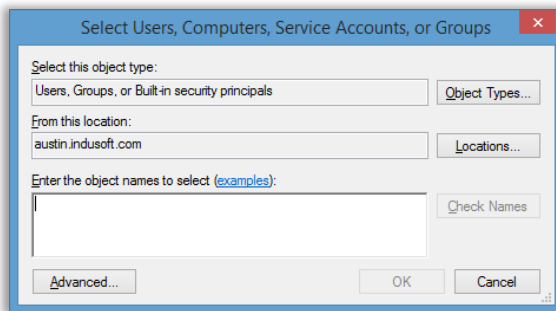 Select Users, Computers, Service Accounts, or Groups
Select this object type:
Users, Groups, or Built-in security principals
Object Types...
From this location:
austin.indusoft.com
Locations...
Enter the object names to select (examples):
Check Names
Advanced...
OK
Cancel